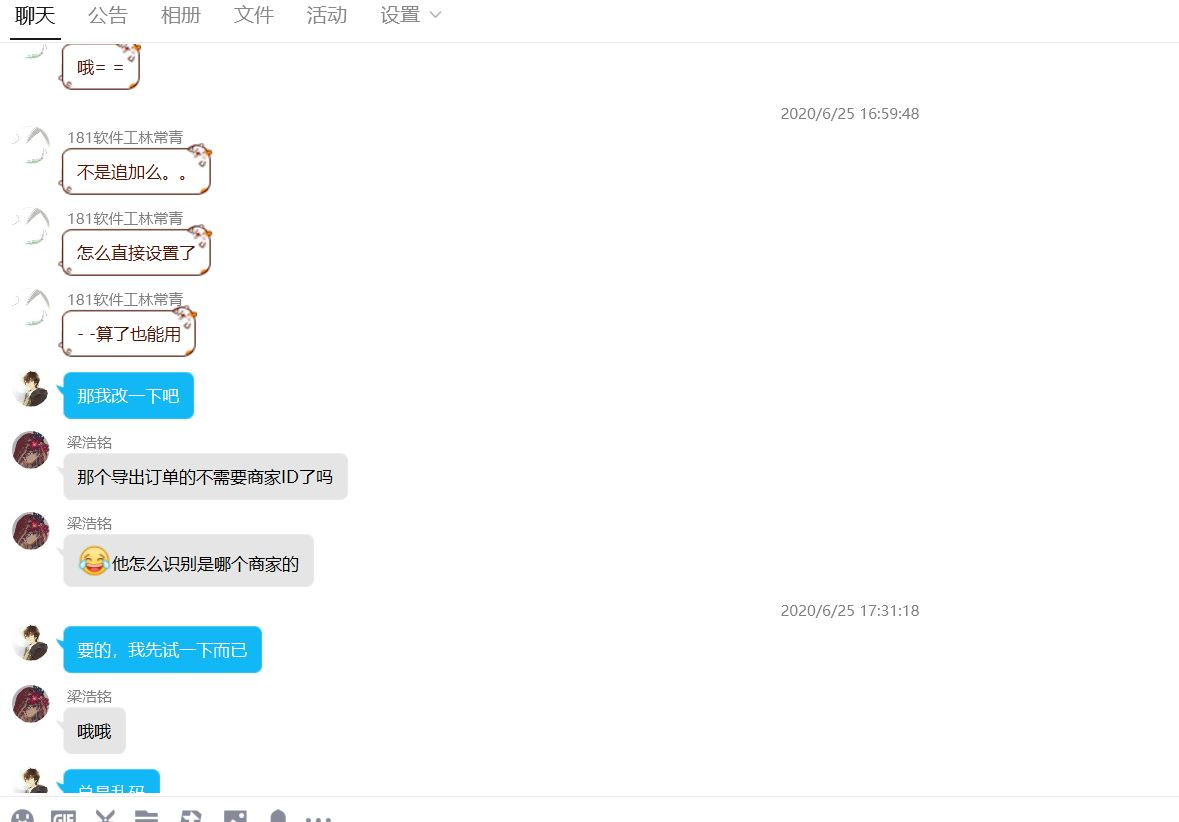 聊天 公告 相册 文件 活动 设置
哦= =
2020/6/25 16:59:48
181软件工林常青
不是追加么。。
181软件工林常青
怎么直接设置了
181软件工林常青
- -算了也能用
那我改一下吧
梁浩铭
那个导出订单的不需要商家ID了吗
梁浩铭
😂他怎么识别是哪个商家的
2020/6/25 17:31:18
要的，我先试一下而已
梁浩铭
哦哦
总是乱码
GIF